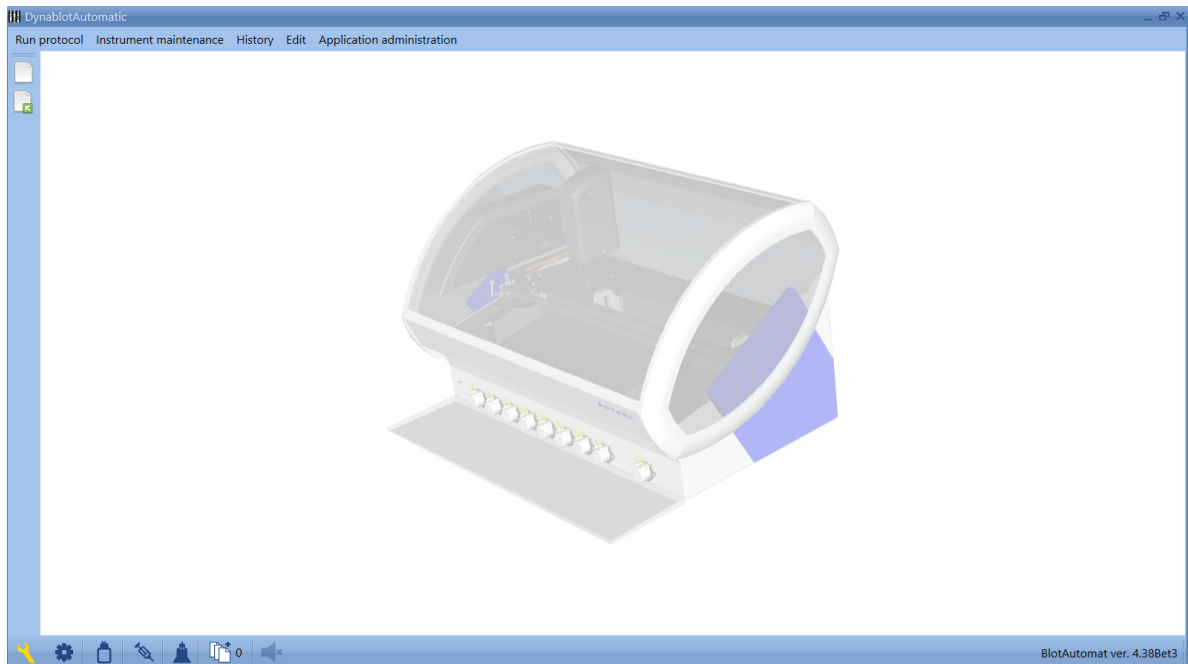 DynablotAutomatic
Run protocol Instrument maintenance History Edit Application administration
0
BlotAutomat ver. 4.38Bet3